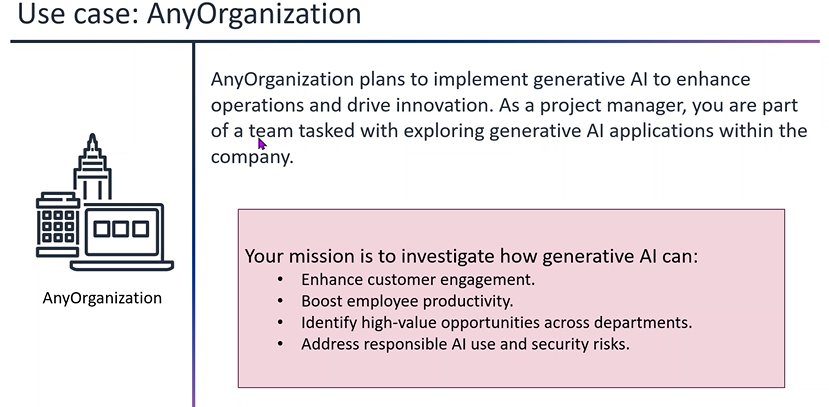 Use case: AnyOrganization
AnyOrganization plans to implement generative AI to enhance
operations and drive innovation. As a project manager, you are part
of a team tasked with exploring generative AI applications within the
company.
AnyOrganization
Your mission is to investigate how generative AI can:
• Enhance customer engagement.
• Boost employee productivity.
• Identify high-value opportunities across departments.
• Address responsible AI use and security risks.